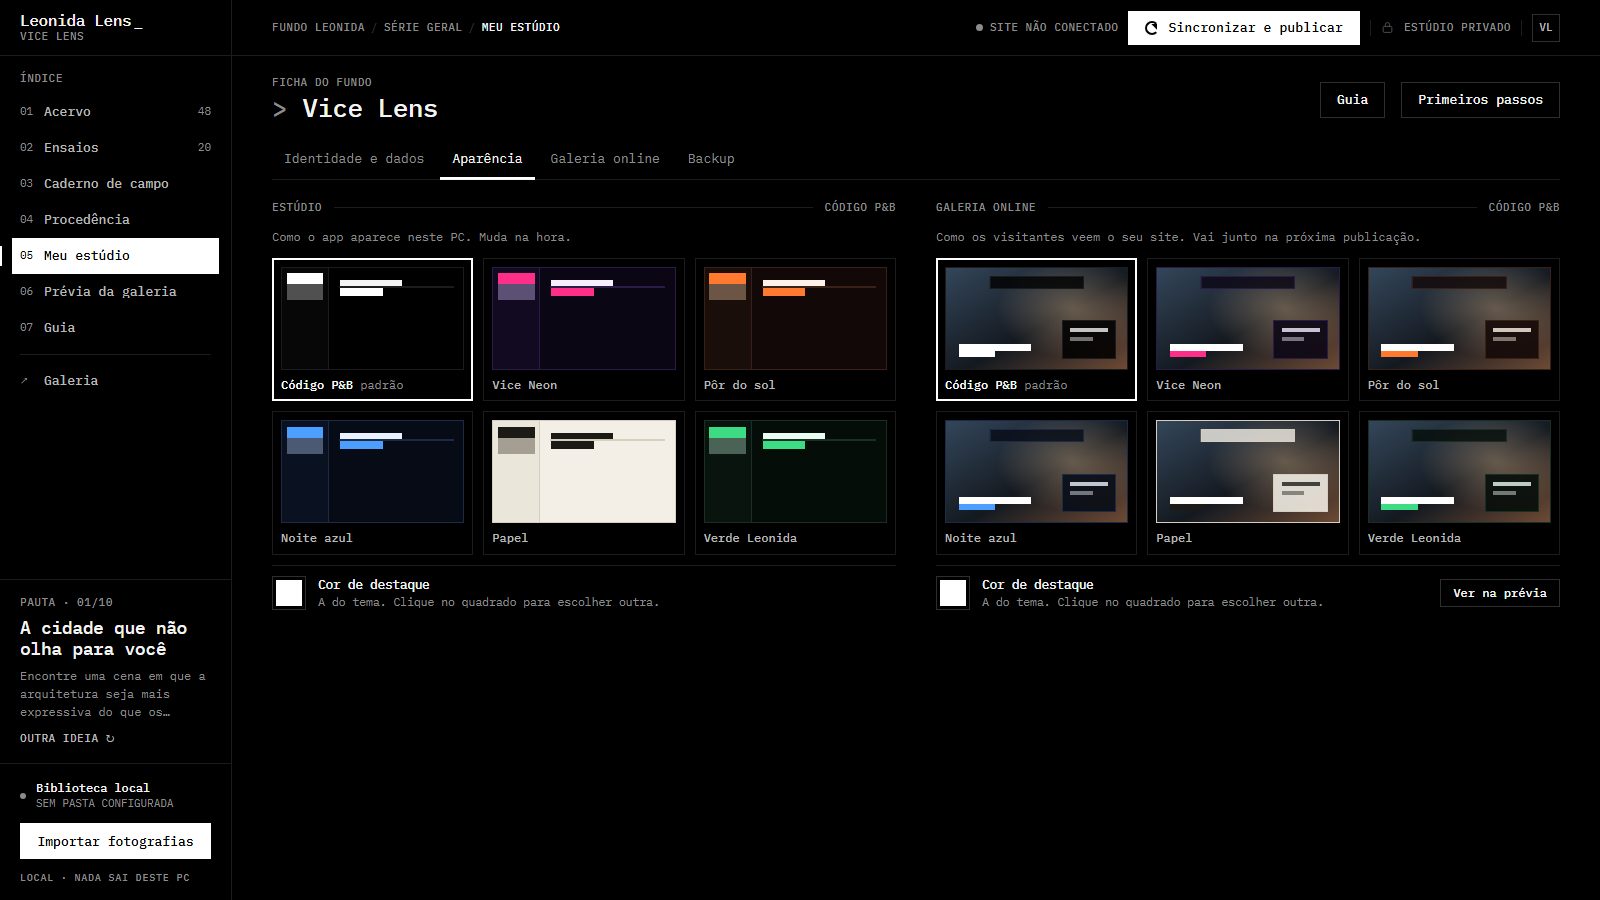 Leonida Lens_
VICE LENS
FUNDO LEONIDA / SÉRIE GERAL / MEU ESTÚDIO
SITE NÃO CONECTADO
Sincronizar e publicar
ESTÚDIO PRIVADO
VL
ÍNDICE
01 Acervo 48
02 Ensaios 20
03 Caderno de campo
04 Procedência
05 Meu estúdio
06 Prévia da galeria
07 Guia
↗ Galeria
PAUTA · 01/10
A cidade que não
olha para você
Encontre uma cena em que a
arquitetura seja mais
expressiva do que os…
OUTRA IDEIA ↻
Biblioteca local
SEM PASTA CONFIGURADA
Importar fotografias
LOCAL · NADA SAI DESTE PC
FICHA DO FUNDO
> Vice Lens
Guia
Primeiros passos
Identidade e dados
Aparência
Galeria online
Backup
ESTÚDIO
CÓDIGO P&B
Como o app aparece neste PC. Muda na hora.
Código P&B padrão
Vice Neon
Pôr do sol
Noite azul
Papel
Verde Leonida
Cor de destaque
A do tema. Clique no quadrado para escolher outra.
GALERIA ONLINE
CÓDIGO P&B
Como os visitantes veem o seu site. Vai junto na próxima publicação.
Código P&B padrão
Vice Neon
Pôr do sol
Noite azul
Papel
Verde Leonida
Cor de destaque
A do tema. Clique no quadrado para escolher outra.
Ver na prévia